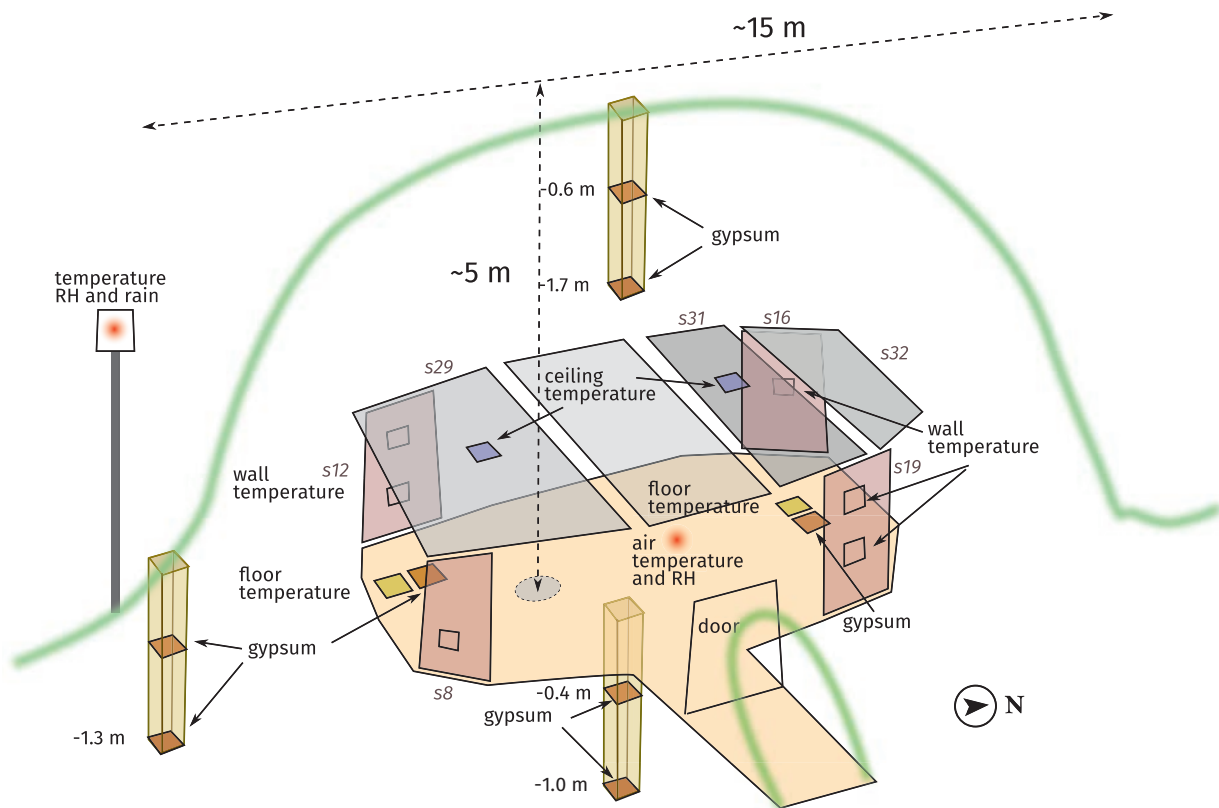 ~15 m
-0.6 m
gypsum
~5 m
-1.7 m
temperature
RH and rain
s31
s16
s32
s29
ceiling
temperature
wall
temperature
s12
wall
temperature
s19
floor
temperature
air
temperature
and RH
floor
temperature
gypsum
door
gypsum
s8
-0.4 m
gypsum
-1.0 m
-1.3 m
N